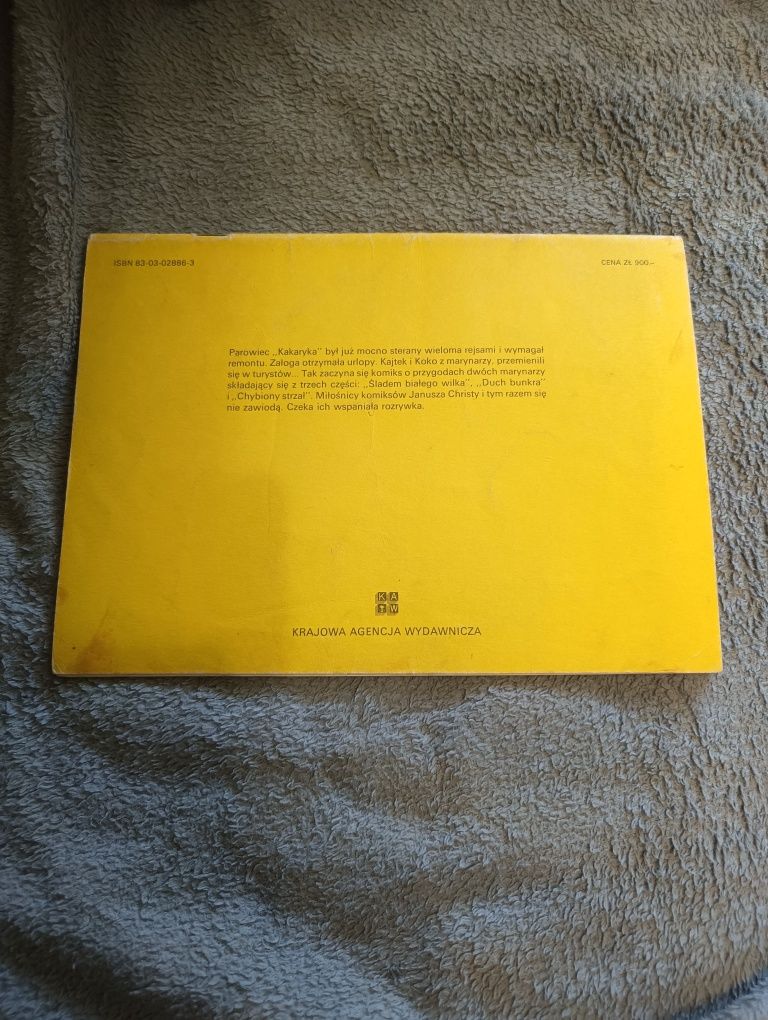 ISBN 83-03-02886-3
CENA ZŁ 900,-
Parowiec ,,Kakaryka" był już mocno sterany wieloma rejsami i wymagał
remontu. Załoga otrzymała urlopy. Kajtek i Koko z marynarzy, przemienili
się w turystów... Tak zaczyna się komiks o przygodach dwóch marynarzy
składający się z trzech części: ,,Śladem białego wilka", ,,Duch bunkra"
i ,,Chybiony strzał". Miłośnicy komiksów Janusza Christy i tym razem się
nie zawiodą. Czeka ich wspaniała rozrywka.
KA
W
KRAJOWA AGENCJA WYDAWNICZA